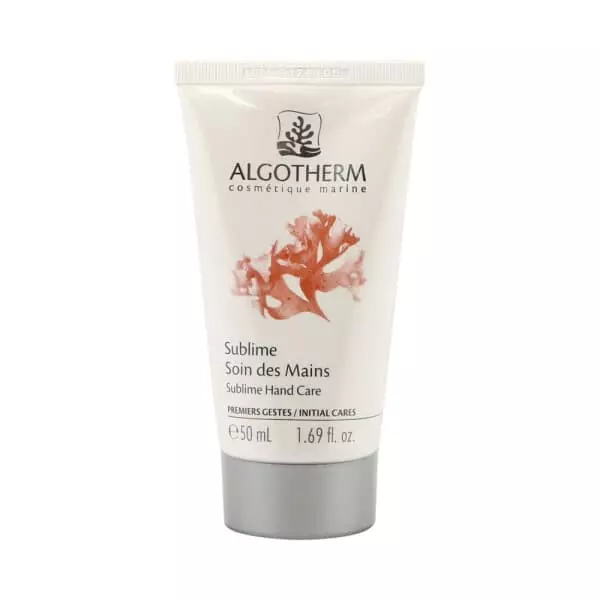 ALGOTHERM
cosmétique marine
Sublime
Soin des Mains
Sublime Hand Care
PREMIERS GESTES / INITIAL CARES
℮50 mL 1.69 fl. oz.